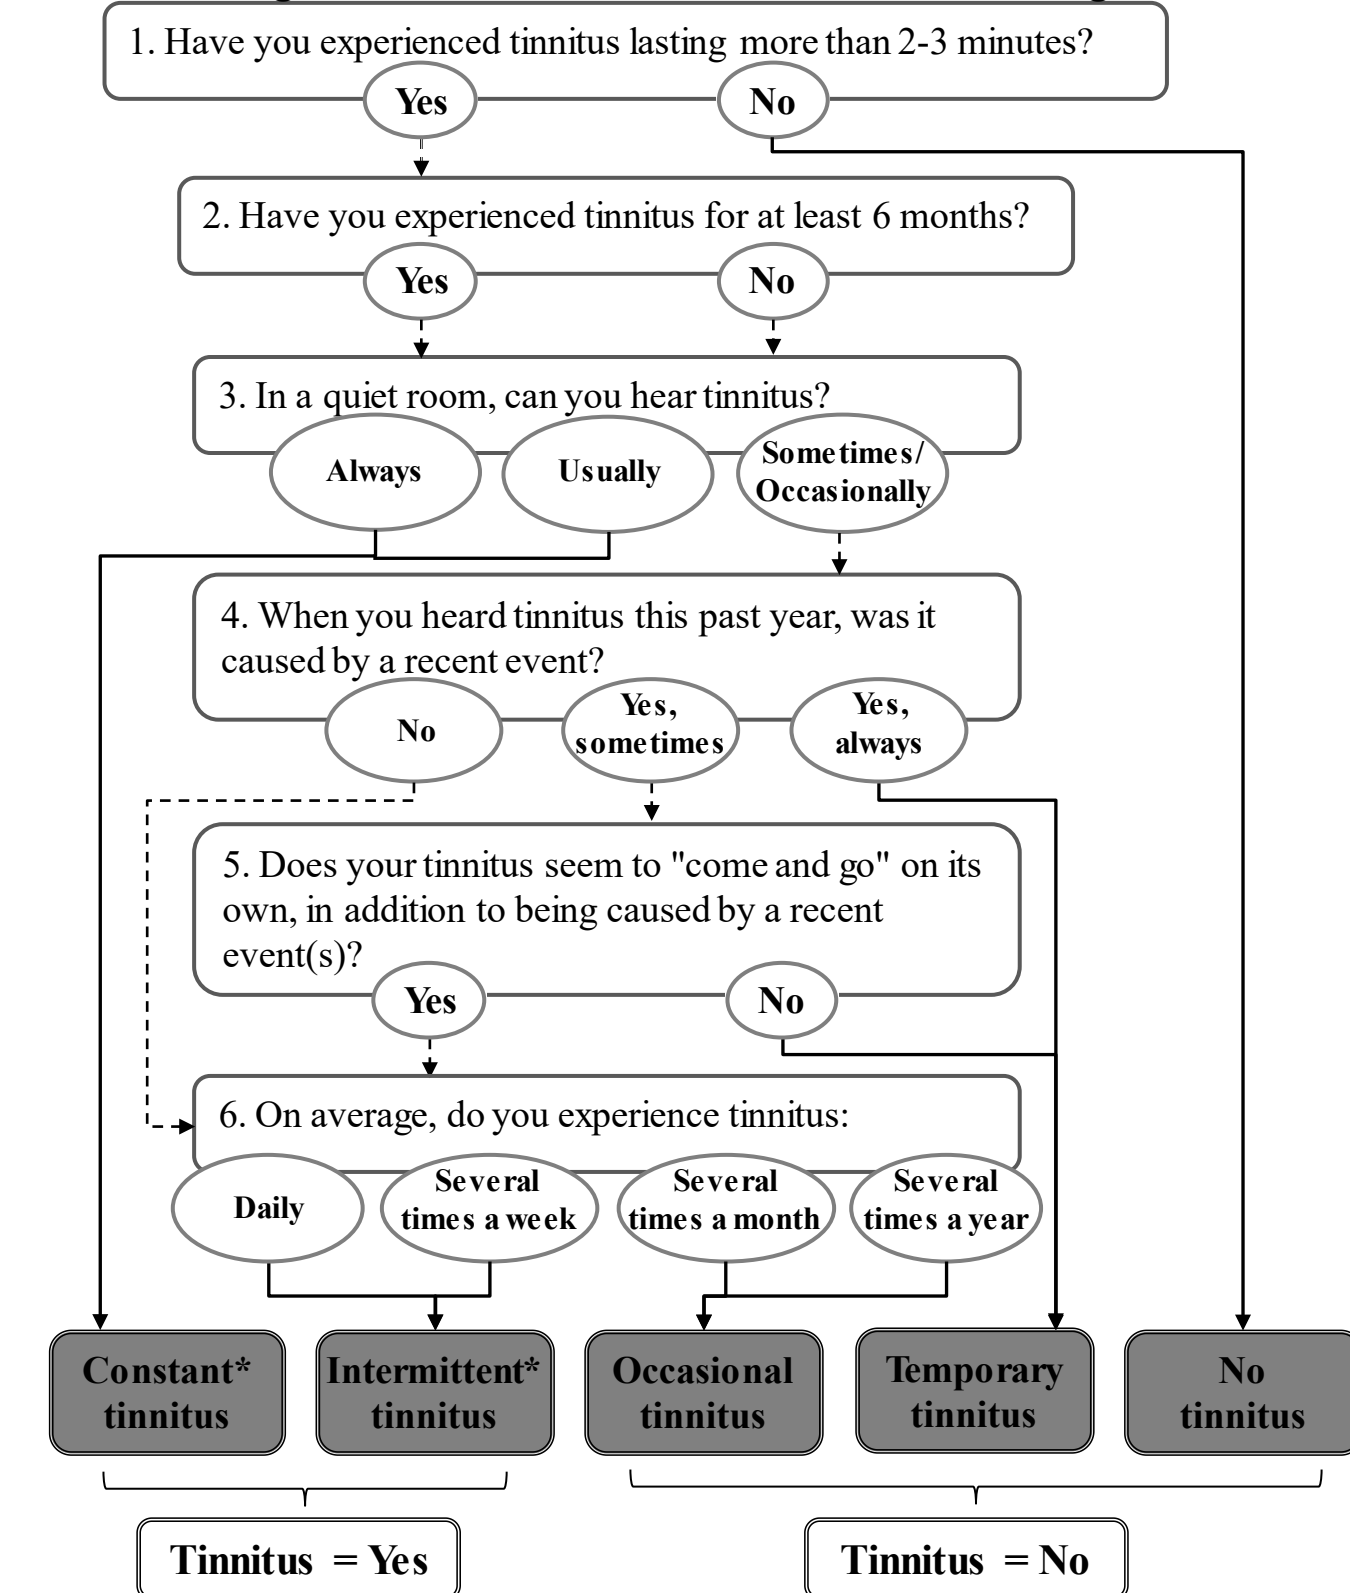 1. Have you experienced tinnitus lasting more than 2-3 minutes?
Yes
No
2. Have you experienced tinnitus for at least 6 months?
Yes
No
3. In a quiet room, can you hear tinnitus?
Always
Usually
Sometimes/
Occasionally
4. When you heard tinnitus this past year, was it
caused by a recent event?
No
Yes,
sometimes
Yes,
always
5. Does your tinnitus seem to "come and go" on its
own, in addition to being caused by a recent
event(s)?
Yes
No
6. On average, do you experience tinnitus:
Daily
Several
times a week
Several
times a month
Several
times a year
Constant*
tinnitus
Intermittent*
tinnitus
Occasional
tinnitus
Temporary
tinnitus
No
tinnitus
Tinnitus = Yes
Tinnitus = No